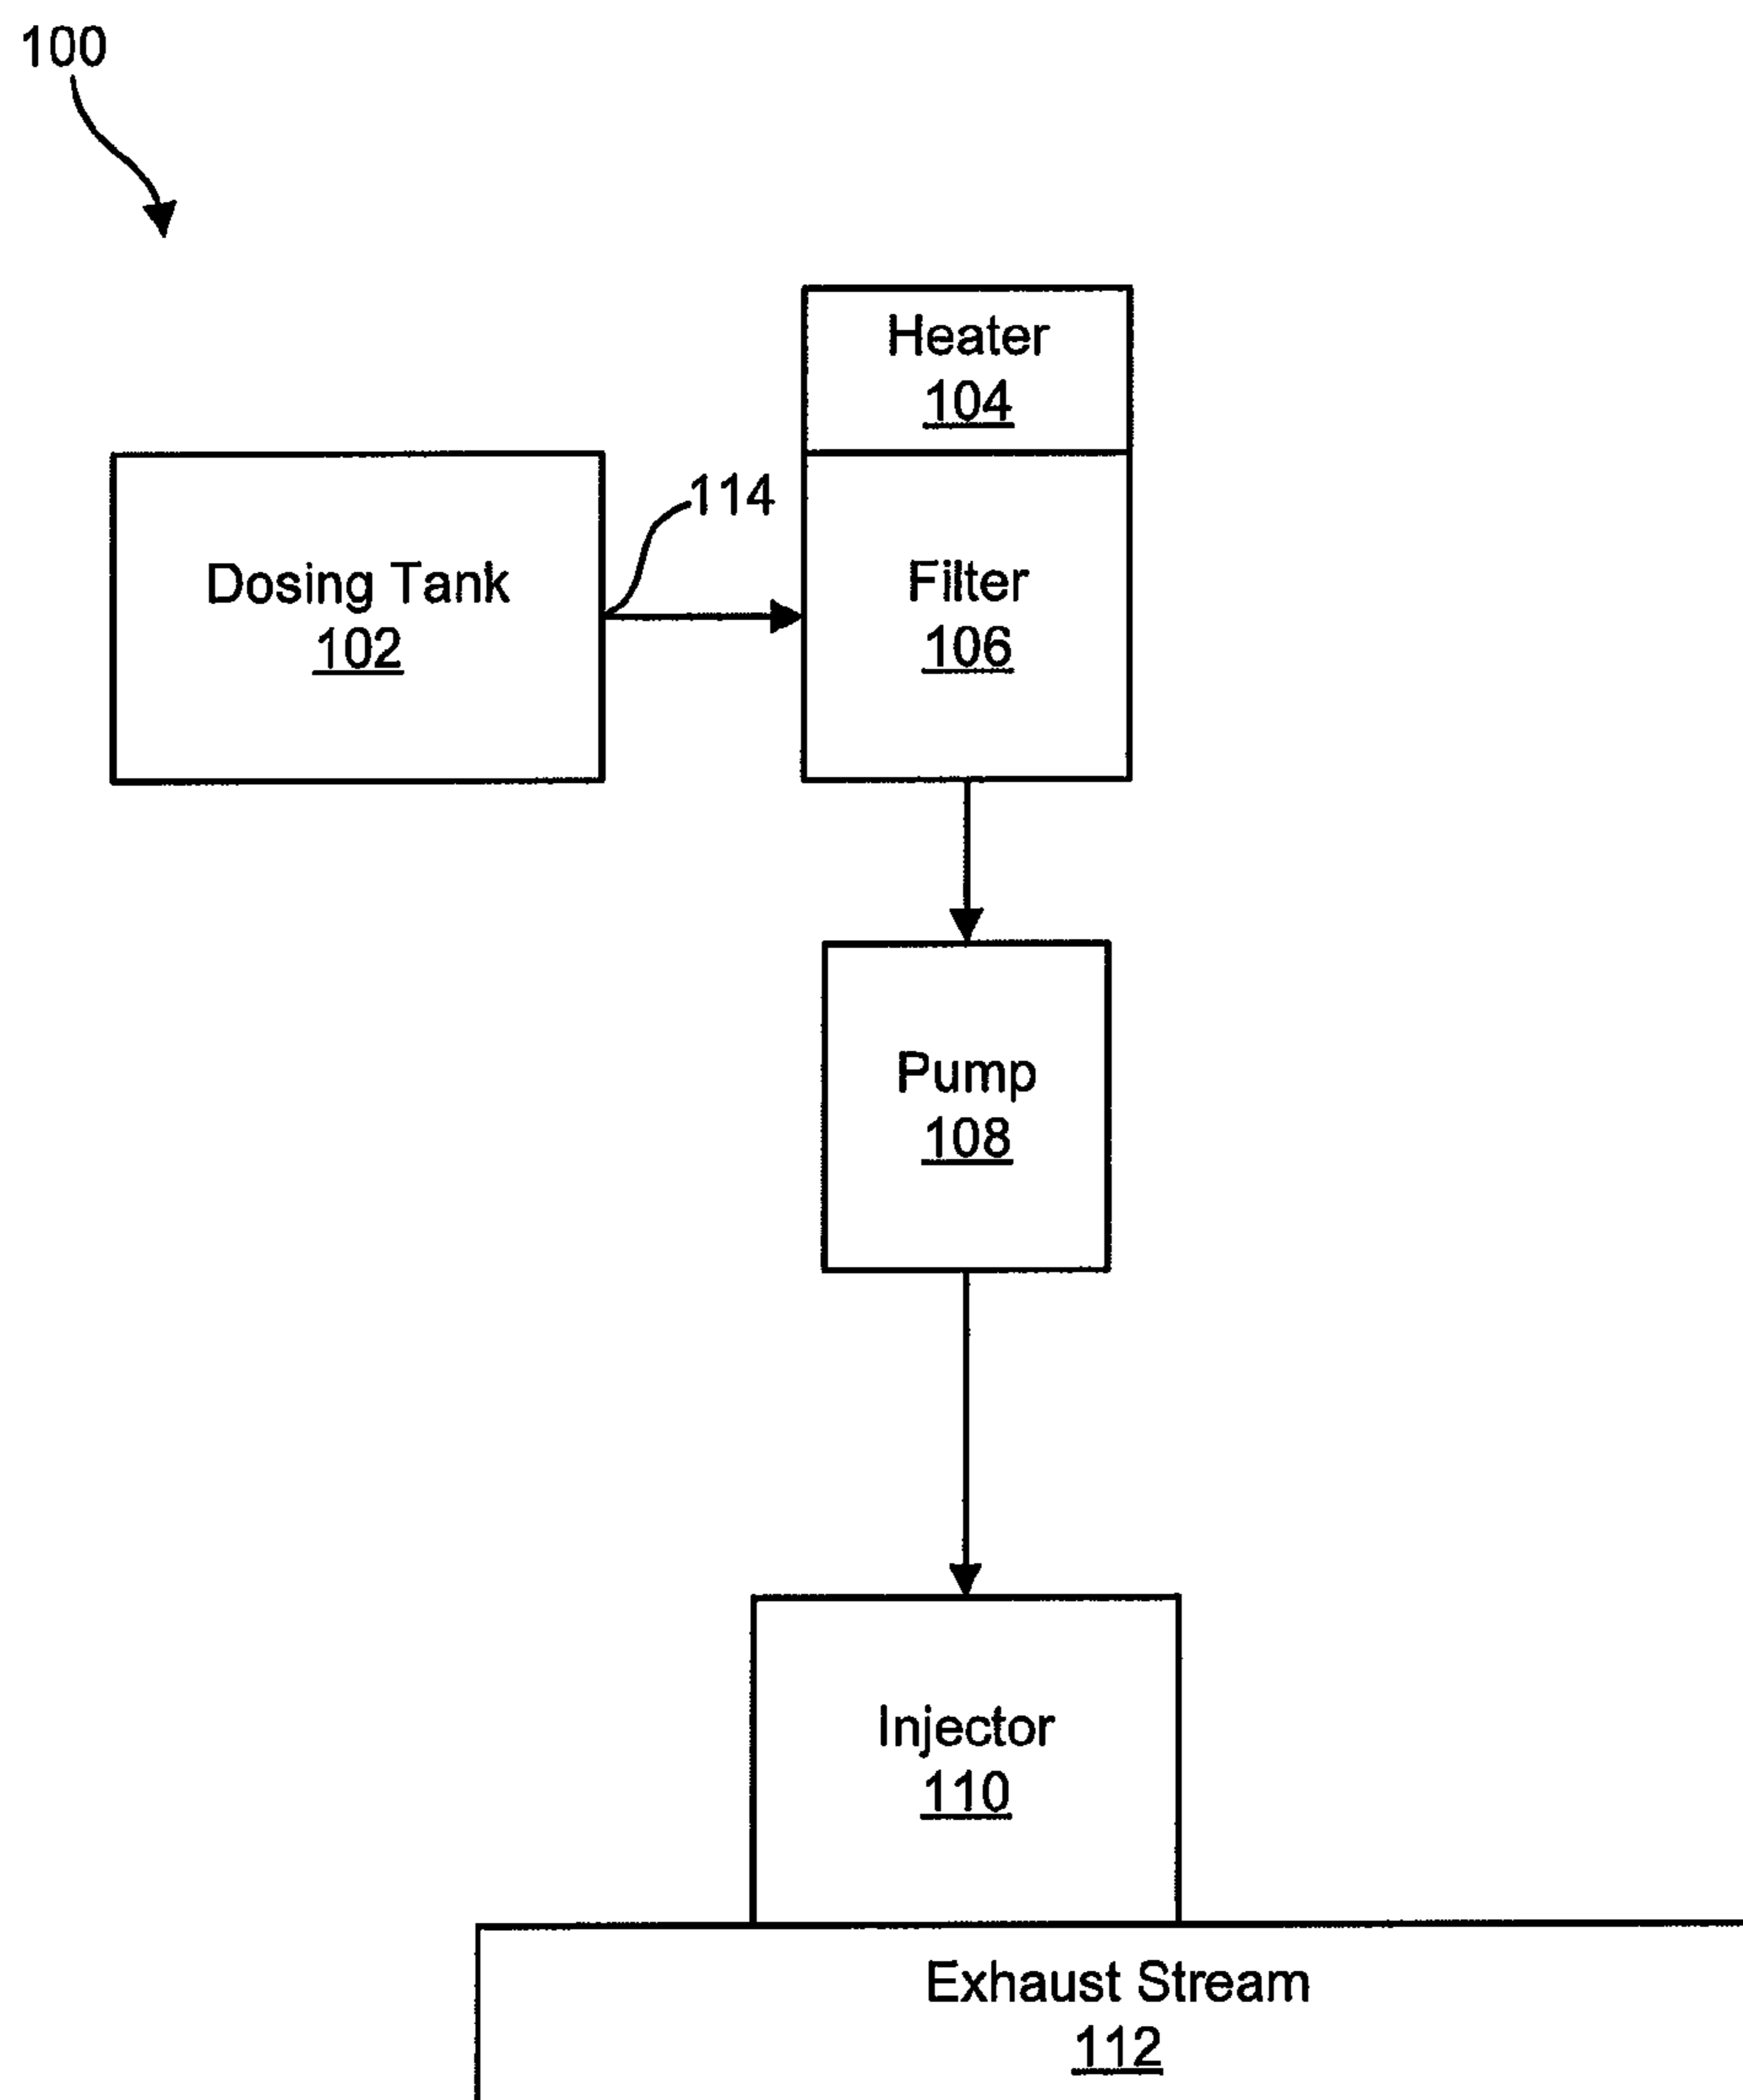 100
Heater
104
114
Dosing Tank
102
Filter
106
Pump
108
Injector
110
Exhaust Stream
112